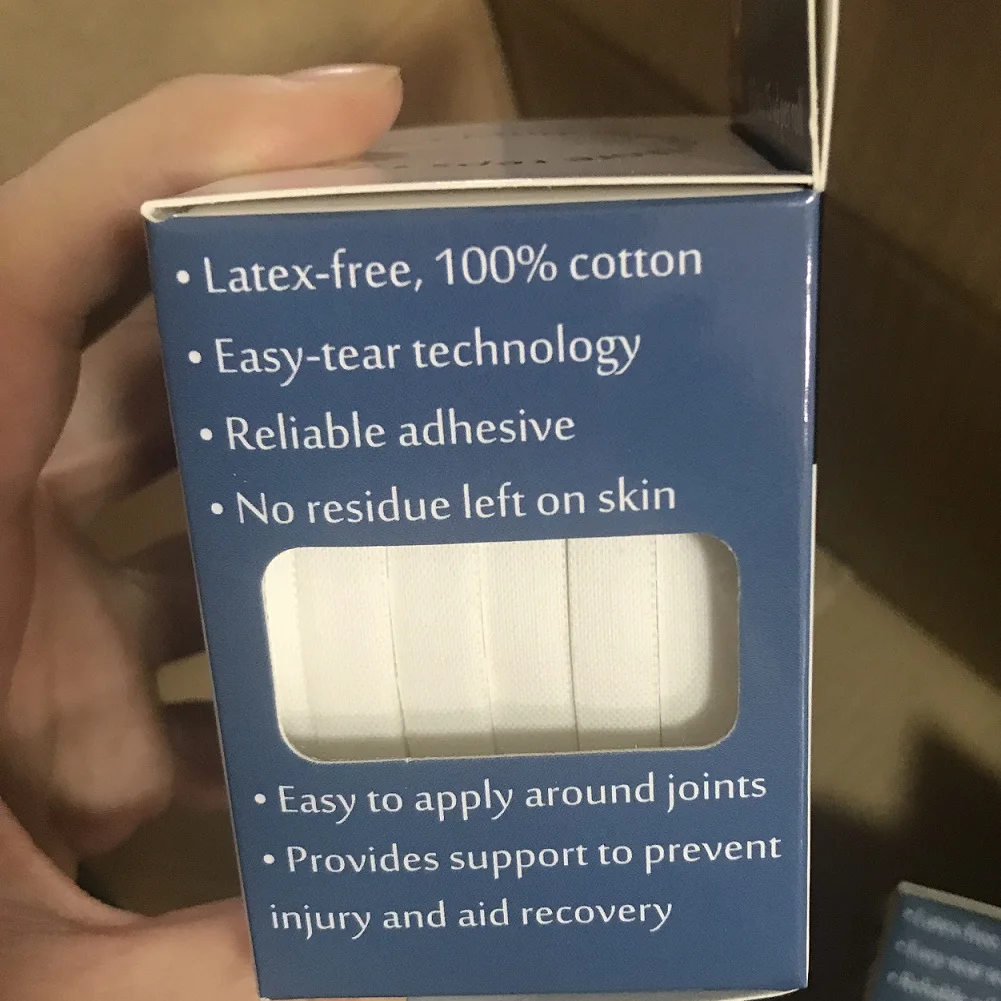 • Latex-free, 100% cotton
• Easy-tear technology
• Reliable adhesive
• No residue left on skin
• Easy to apply around joints
• Provides support to prevent
injury and aid recovery